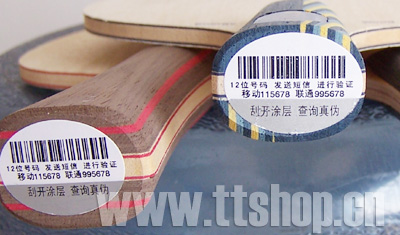 12位号码 发送短信 进行验证
移动115678 联通995678
刮开涂层 查询真伪
12位号码 发送短信 进行验证
移动115678 联通995678
刮开涂层 查询真伪
www.ttshop.cn